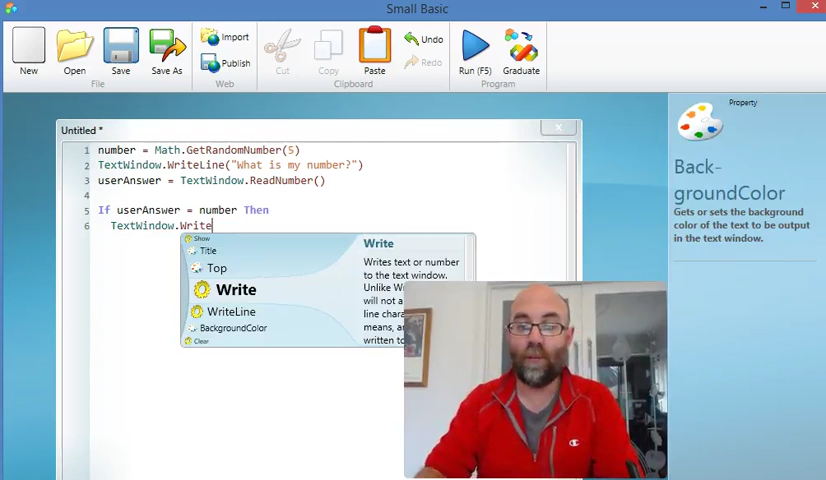 Small Basic
New
Open
Save
Save As
File
Import
Publish
Web
Cut
Copy
Paste
Clipboard
Undo
Redo
Run (F5)
Graduate
Program
Untitled *
1 number = Math.GetRandomNumber(5)
2 TextWindow.WriteLine("What is my number?")
3 userAnswer = TextWindow.ReadNumber()
4
5 If userAnswer = number Then
6 TextWindow.Write
Show
Title
Top
Write
WriteLine
BackgroundColor
Clear
Write
Writes text or number
to the text window.
Unlike Wri
will not a
line chara
means, an
written to
Property
Back-
groundColor
Gets or sets the background
color of the text to be output
in the text window.